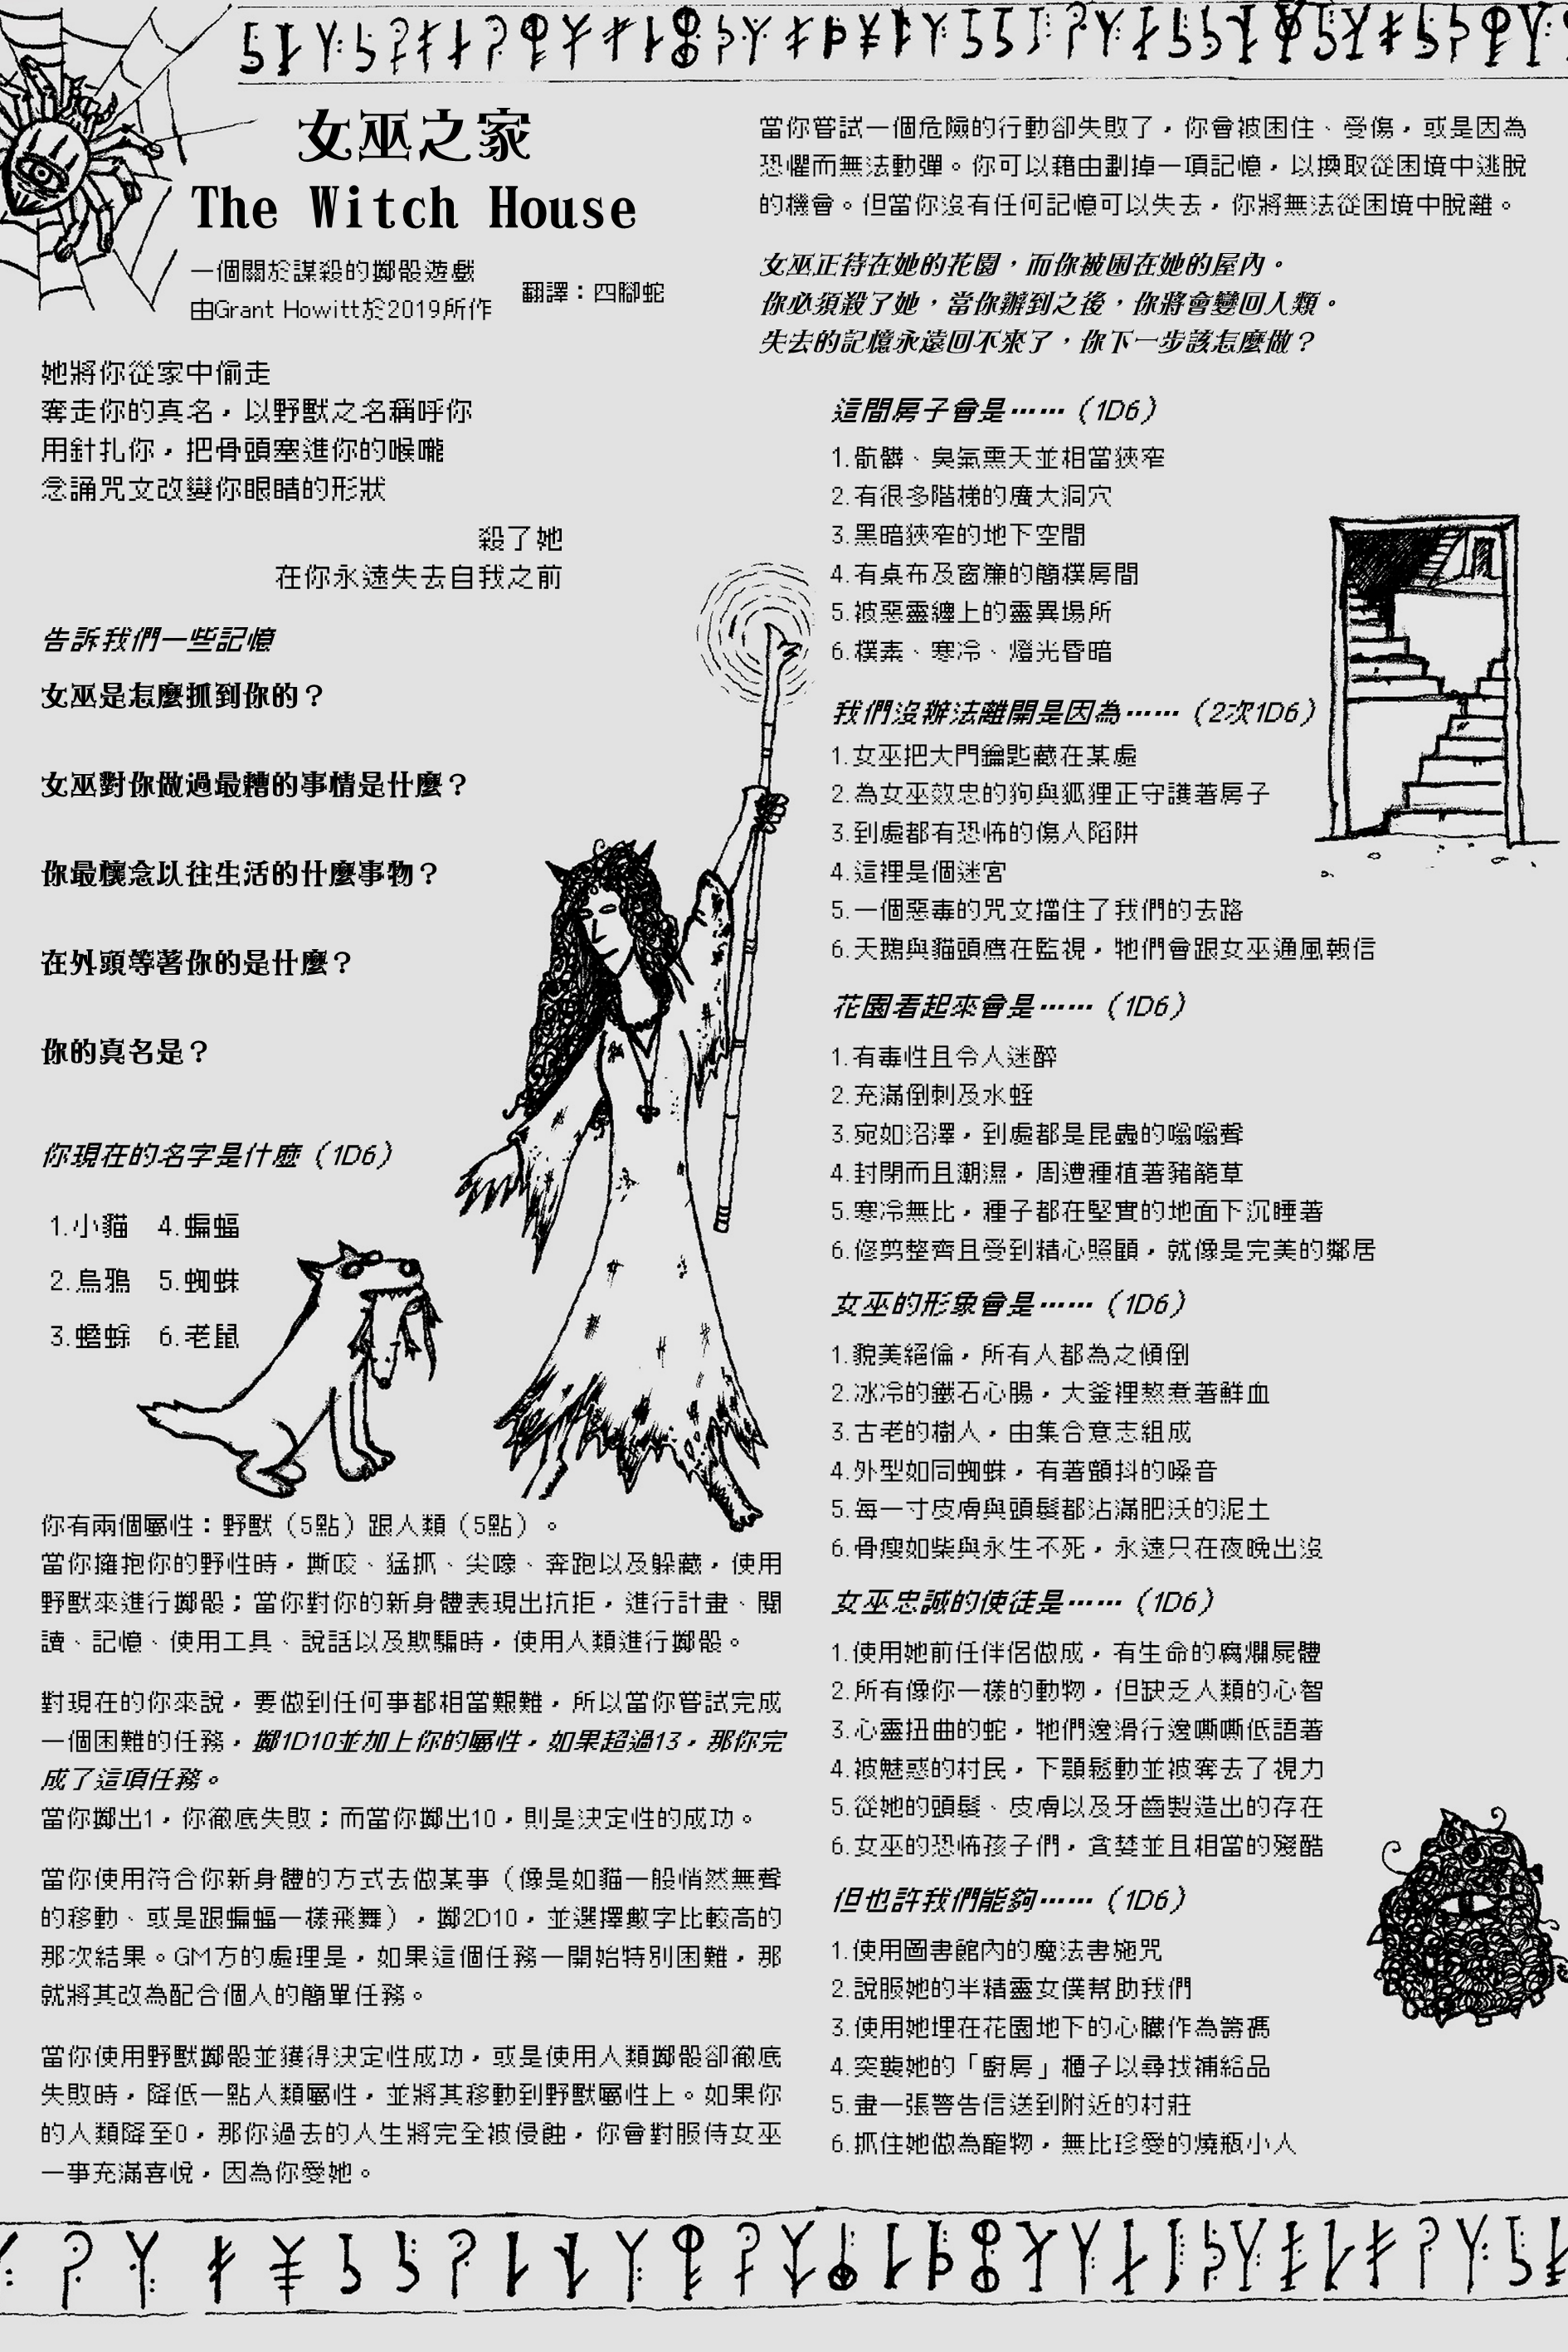 女巫之家
The Witch House
一個關於謀殺的擲骰遊戲
由Grant Howitt於2019所作
翻譯：四腳蛇
她將你從家中偷走
奪走你的真名，以野獸之名稱呼你
用針扎你，把骨頭塞進你的喉嚨
念誦咒文改變你眼睛的形狀
殺了她
在你永遠失去自我之前
告訴我們一些記憶
女巫是怎麼抓到你的？
女巫對你做過最糟的事情是什麼？
你最懷念以往生活的什麼事物？
在外頭等著你的是什麼？
你的真名是？
你現在的名字是什麼（1D6）
1.小貓 4.蝙蝠
2.烏鴉 5.蜘蛛
3.蟾蜍 6.老鼠
你有兩個屬性：野獸（5點）跟人類（5點）。
當你擁抱你的野性時，撕咬、猛抓、尖嚎、奔跑以及躲藏，使用
野獸來進行擲骰；當你對你的新身體表現出抗拒，進行計畫、閱
讀、記憶、使用工具、說話以及欺騙時，使用人類進行擲骰。
對現在的你來說，要做到任何事都相當艱難，所以當你嘗試完成
一個困難的任務，擲1D10並加上你的屬性，如果超過13，那你完
成了這項任務。
當你擲出1，你徹底失敗；而當你擲出10，則是決定性的成功。
當你使用符合你新身體的方式去做某事（像是如貓一般悄然無聲
的移動、或是跟蝙蝠一樣飛舞），擲2D10，並選擇數字比較高的
那次結果。GM方的處理是，如果這個任務一開始特別困難，那
就將其改為配合個人的簡單任務。
當你使用野獸擲骰並獲得決定性成功，或是使用人類擲骰卻徹底
失敗時，降低一點人類屬性，並將其移動到野獸屬性上。如果你
的人類降至0，那你過去的人生將完全被侵蝕，你會對服侍女巫
一事充滿喜悅，因為你愛她。
當你嘗試一個危險的行動卻失敗了，你會被困住、受傷，或是因為
恐懼而無法動彈。你可以藉由劃掉一項記憶，以換取從困境中逃脫
的機會。但當你沒有任何記憶可以失去，你將無法從困境中脫離。
女巫正待在她的花園，而你被困在她的屋內。
你必須殺了她，當你辦到之後，你將會變回人類。
失去的記憶永遠回不來了，你下一步該怎麼做？
這間房子會是……（1D6）
1.骯髒、臭氣熏天並相當狹窄
2.有很多階梯的廣大洞穴
3.黑暗狹窄的地下空間
4.有桌布及窗簾的簡樸房間
5.被惡靈纏上的靈異場所
6.樸素、寒冷、燈光昏暗
我們沒辦法離開是因為……（2次1D6）
1.女巫把大門鑰匙藏在某處
2.為女巫效忠的狗與狐狸正守護著房子
3.到處都有恐怖的傷人陷阱
4.這裡是個迷宮
5.一個惡毒的咒文擋住了我們的去路
6.天鵝與貓頭鷹在監視，牠們會跟女巫通風報信
花園看起來會是……（1D6）
1.有毒性且令人迷醉
2.充滿倒刺及水蛭
3.宛如沼澤，到處都是昆蟲的嗡嗡聲
4.封閉而且潮濕，周遭種植著豬籠草
5.寒冷無比，種子都在堅實的地面下沉睡著
6.修剪整齊且受到精心照顧，就像是完美的鄰居
女巫的形象會是……（1D6）
1.貌美絕倫，所有人都為之傾倒
2.冰冷的鐵石心腸，大釜裡熬煮著鮮血
3.古老的樹人，由集合意志組成
4.外型如同蜘蛛，有著顫抖的嗓音
5.每一寸皮膚與頭髮都沾滿肥沃的泥土
6.骨瘦如柴與永生不死，永遠只在夜晚出沒
女巫忠誠的使徒是……（1D6）
1.使用她前任伴侶做成，有生命的腐爛屍體
2.所有像你一樣的動物，但缺乏人類的心智
3.心靈扭曲的蛇，牠們邊滑行邊嘶嘶低語著
4.被魅惑的村民，下顎鬆動並被奪去了視力
5.從她的頭髮、皮膚以及牙齒製造出的存在
6.女巫的恐怖孩子們，貪婪並且相當的殘酷
但也許我們能夠……（1D6）
1.使用圖書館內的魔法書施咒
2.說服她的半精靈女僕幫助我們
3.使用她埋在花園地下的心臟作為籌碼
4.突襲她的「廚房」櫃子以尋找補給品
5.畫一張警告信送到附近的村莊
6.抓住她做為寵物，無比珍愛的燒瓶小人